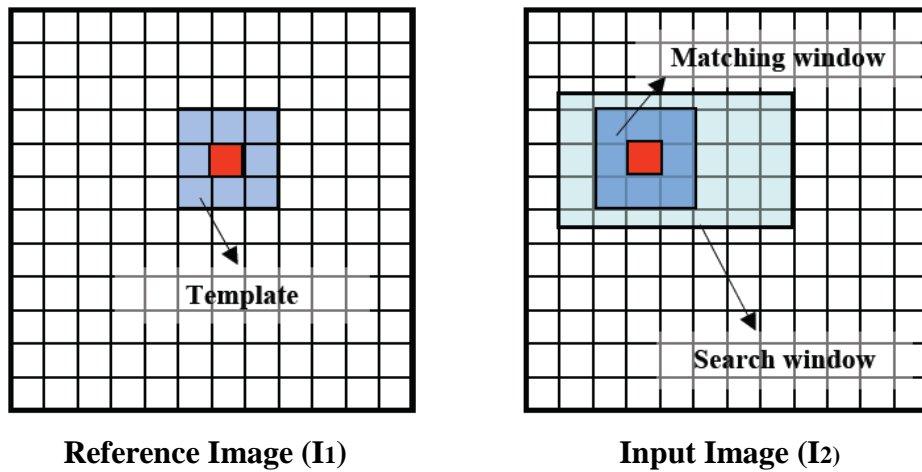 Matching window
Template
Search window
Reference Image (I1)
Input Image (I2)